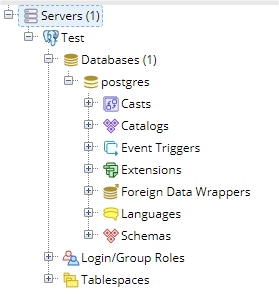 Servers (1)
Test
Databases (1)
postgres
Casts
Catalogs
Event Triggers
Extensions
Foreign Data Wrappers
Languages
Schemas
Login/Group Roles
Tablespaces